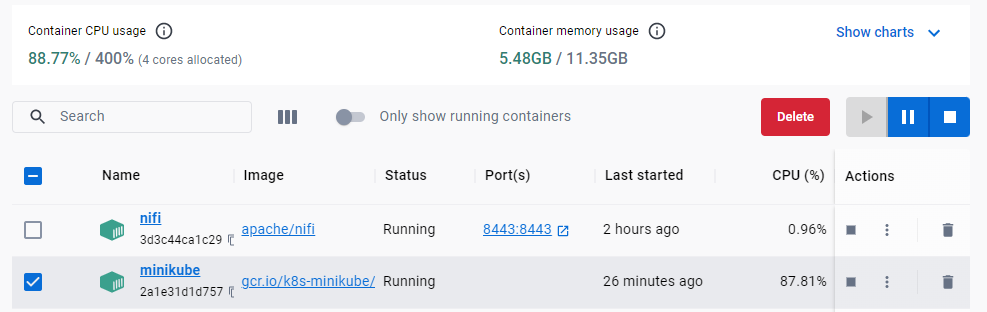 Container CPU usage
88.77% / 400% (4 cores allocated)
Container memory usage
5.48GB / 11.35GB
Show charts
Search
Only show running containers
Delete
Name Image Status Port(s) Last started CPU (%) Actions
nifi
3d3c44ca1c29
apache/nifi Running 8443:8443 2 hours ago 0.96%
minikube
2a1e31d1d757
gcr.io/k8s-minikube/ Running 26 minutes ago 87.81%